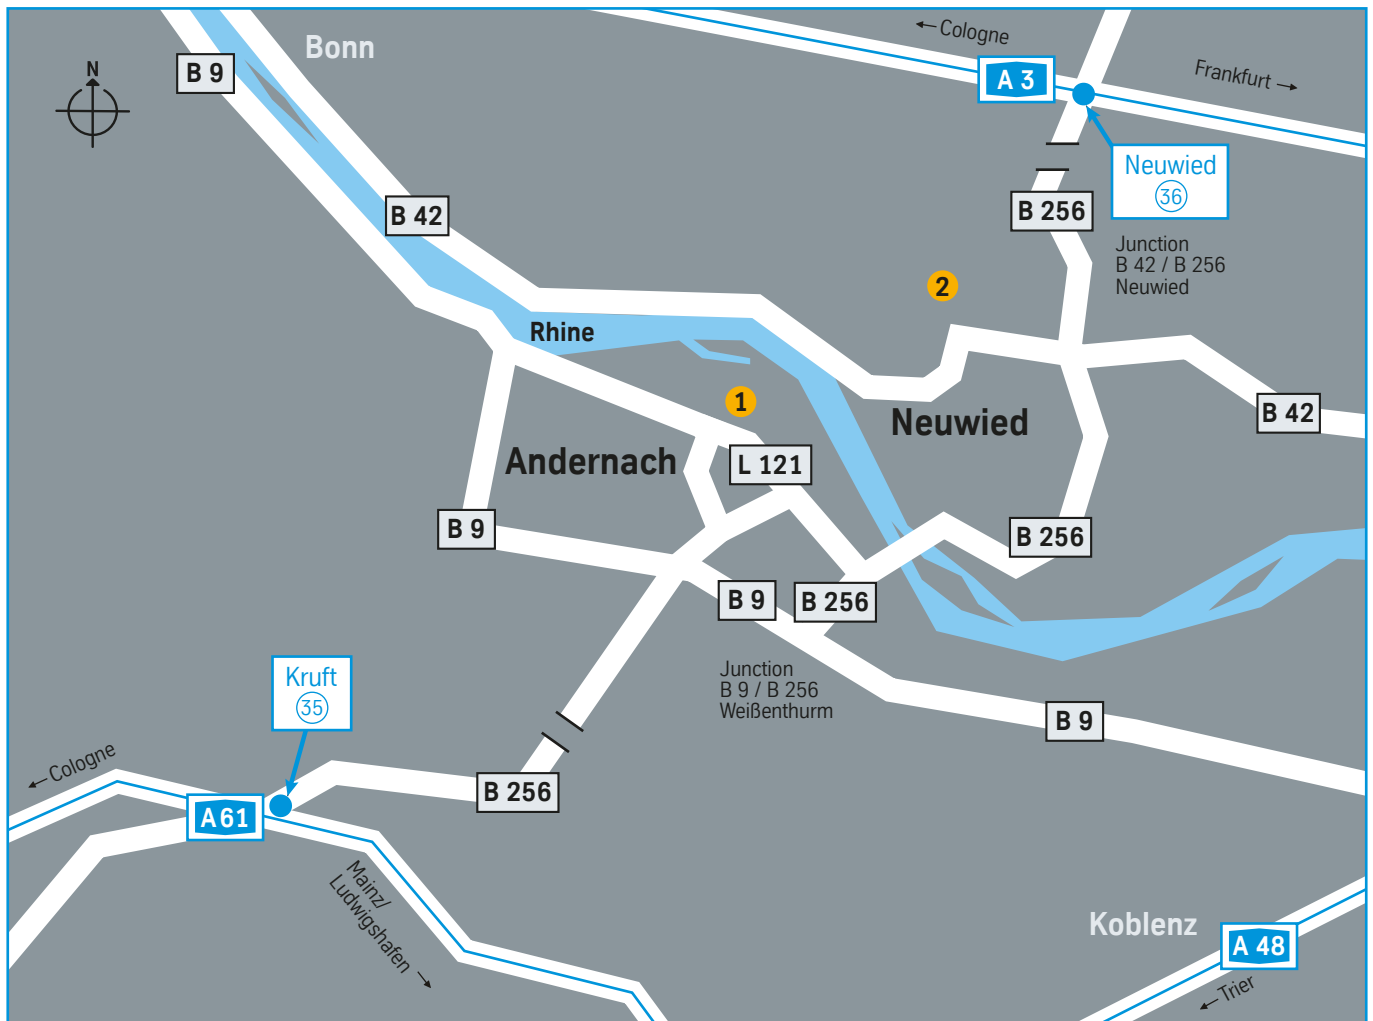 Bonn
← Cologne
B 9
N
A 3
Frankfurt →
Neuwied
36
B 42
B 256
Junction
B 42 / B 256
Neuwied
2
Rhine
1
Neuwied
B 42
Andernach
L 121
B 9
B 256
B 9
B 256
Junction
B 9 / B 256
Weißenthurm
Kruft
35
B 9
← Cologne
B 256
A 61
Mainz/
Ludwigshafen →
Koblenz
A 48
← Trier